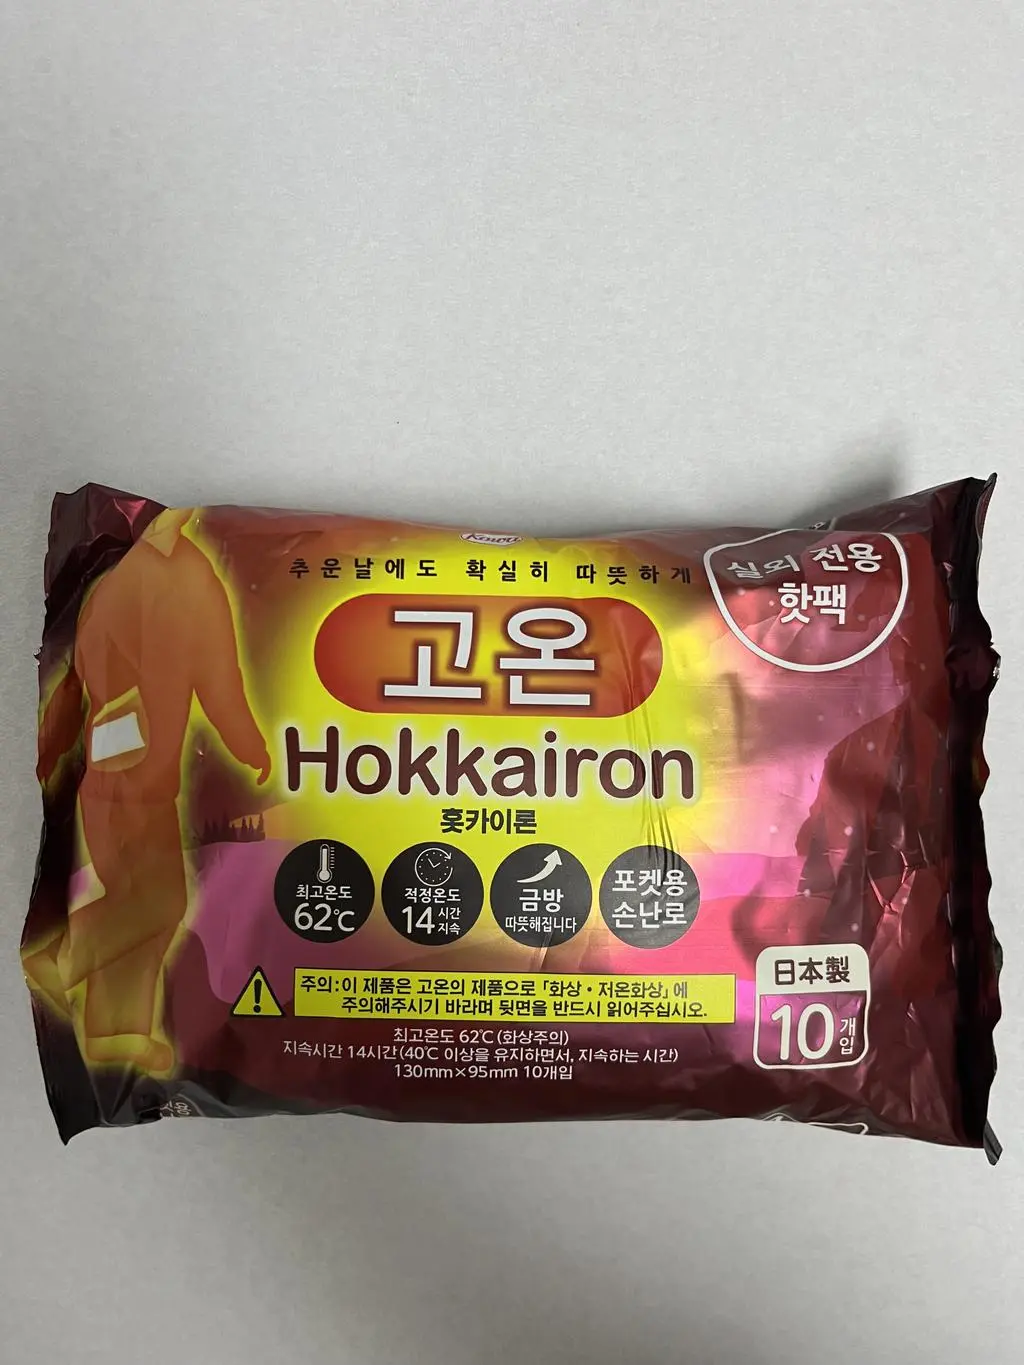 Kowa
추운날에도 확실히 따뜻하게
실외 전용
핫팩
고온
Hokkairon
홋카이론
최고온도
62℃
적정온도
14시간지속
금방
따뜻해집니다
포켓용
손난로
주의:이 제품은 고온의 제품으로 「화상・저온화상」에
주의해주시기 바라며 뒷면을 반드시 읽어주십시오.
최고온도 62℃ (화상주의)
지속시간 14시간(40℃ 이상을 유지하면서, 지속하는 시간)
130mm×95mm 10개입
日本製
10개입